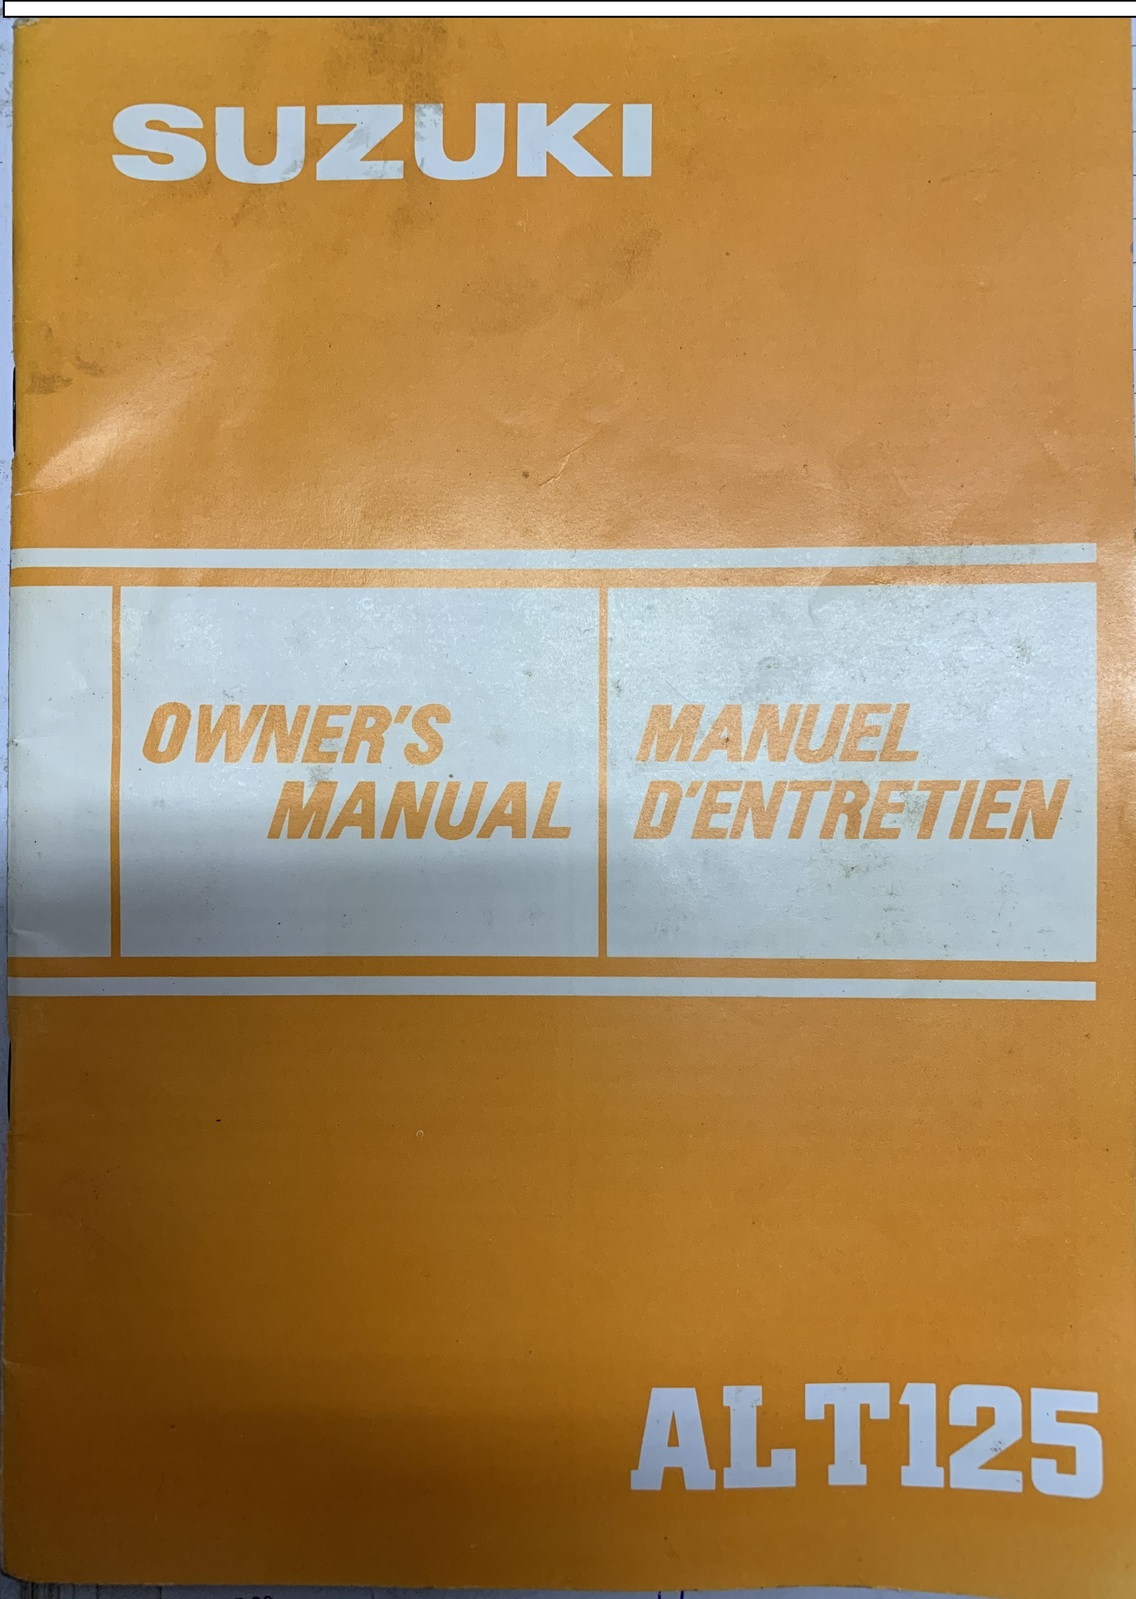 SUZUKI
OWNER'S
MANUAL
MANUEL
D'ENTRETIEN
ALT125